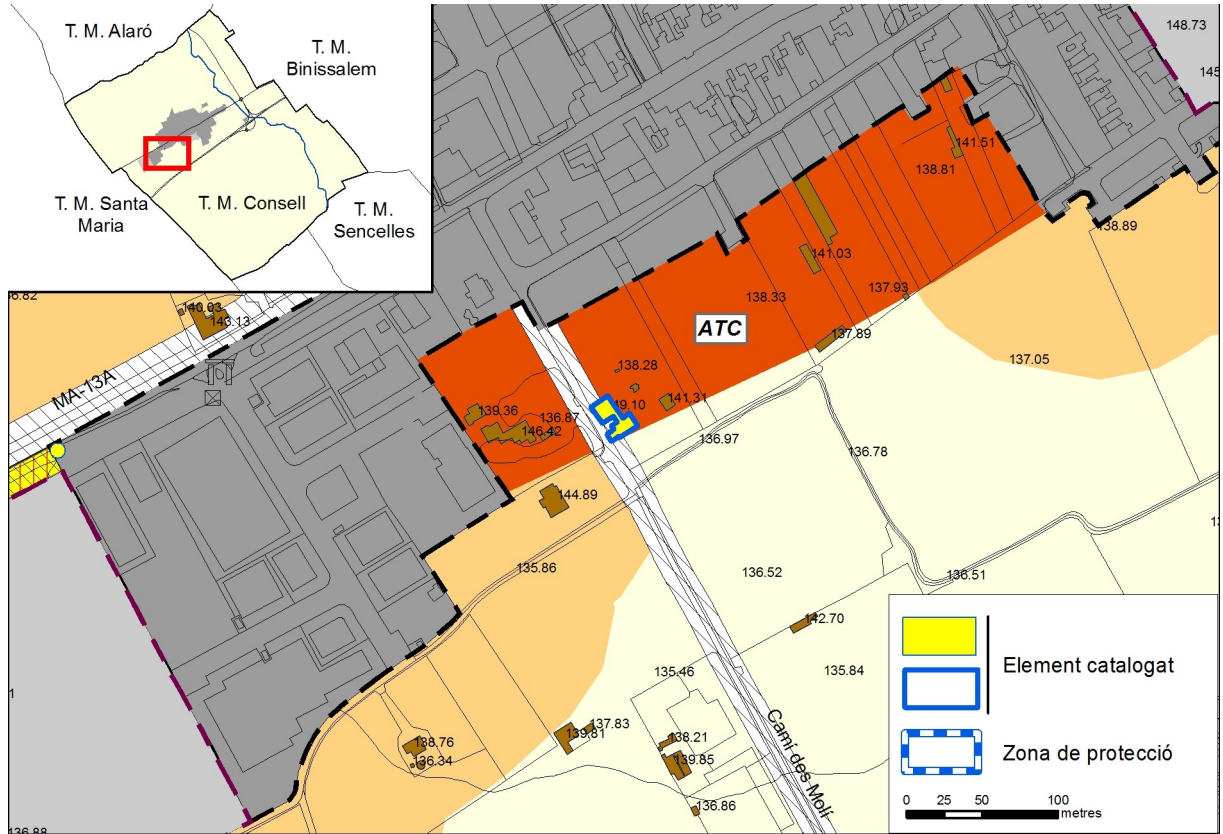 T. M. Alaró
T. M.
Binissalem
T. M. Santa
Maria
T. M. Consell
T. M.
Sencelles
148.73
141.51
138.81
138.89
141.03
138.33
137.93
137.89
137.05
ATC
140.03
143.13
MA-13A
138.28
141.31
139.36
136.87
146.42
136.97
136.78
144.89
135.86
136.52
136.51
142.70
135.46
135.84
Camí des Molí
138.76
136.34
137.83
139.81
138.21
139.85
136.86
136.88
Element catalogat
Zona de protecció
0 25 50 100
metres